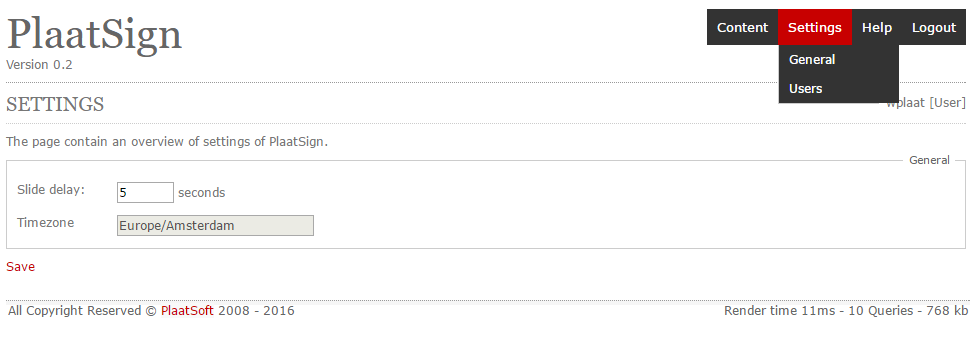 PlaatSign
Content Settings Help Logout
General
Users
Version 0.2
SETTINGS
wplaat [User]
The page contain an overview of settings of PlaatSign.
General
Slide delay: 5 seconds
Timezone Europe/Amsterdam
Save
All Copyright Reserved © PlaatSoft 2008 - 2016
Render time 11ms - 10 Queries - 768 kb